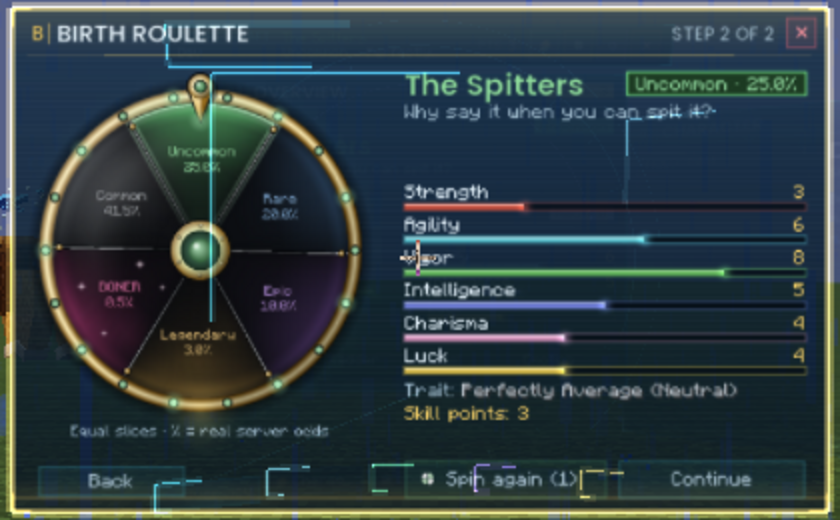 B BIRTH ROULETTE
STEP 2 OF 2
The Spitters
Uncommon · 25.0%
Why say it when you can spit it?
Uncommon
25.0%
Common
41.5%
Rare
20.0%
BONER
0.5%
Epic
10.0%
Legendary
3.0%
Strength 3
Agility 6
Vigor 8
Intelligence 5
Charisma 4
Luck 4
Trait: Perfectly Average (Neutral)
Skill points: 3
Equal slices · % = real server odds
Back
Spin again (1)
Continue